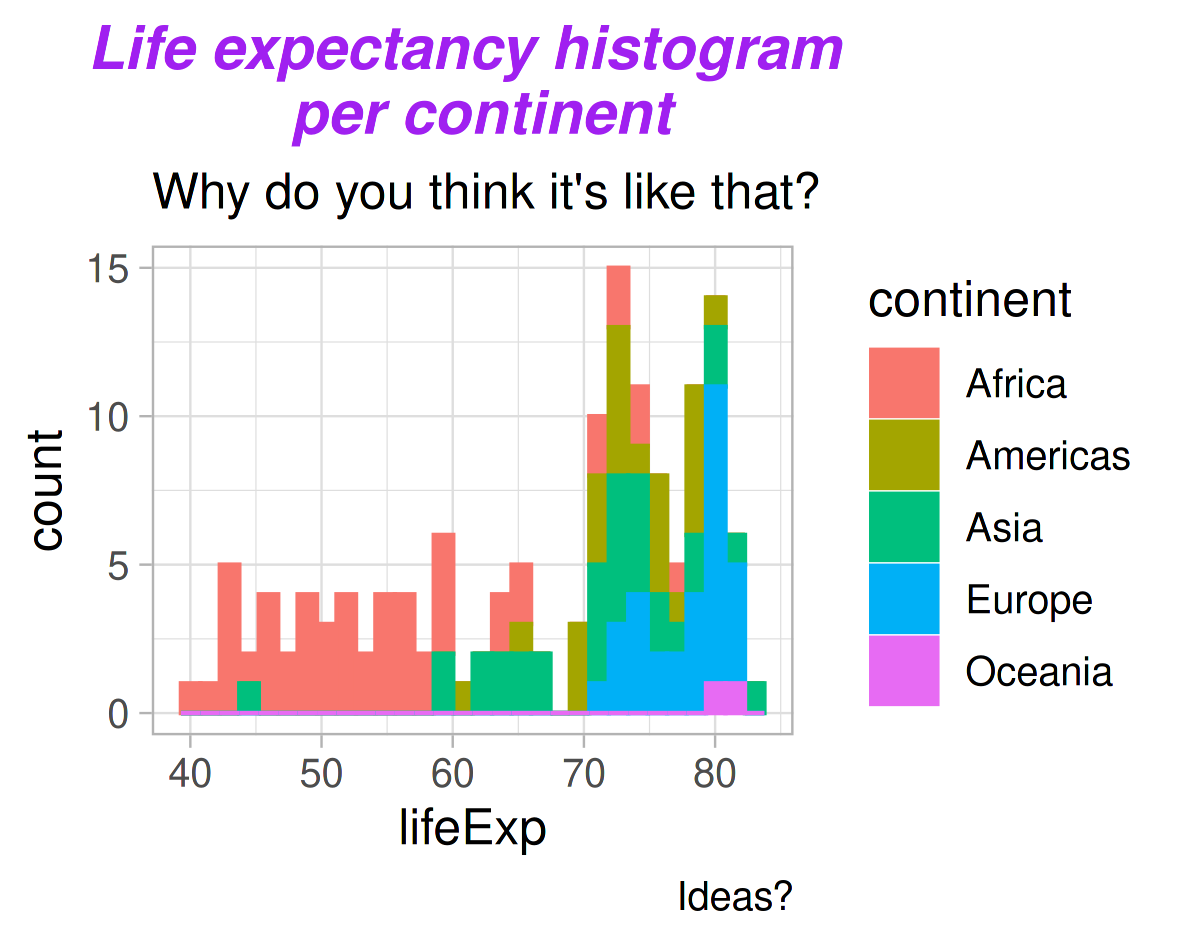 Life expectancy histogram
per continent
Why do you think it's like that?
15
10
5
0
count
40 50 60 70 80
lifeExp
continent
Africa
Americas
Asia
Europe
Oceania
Ideas?